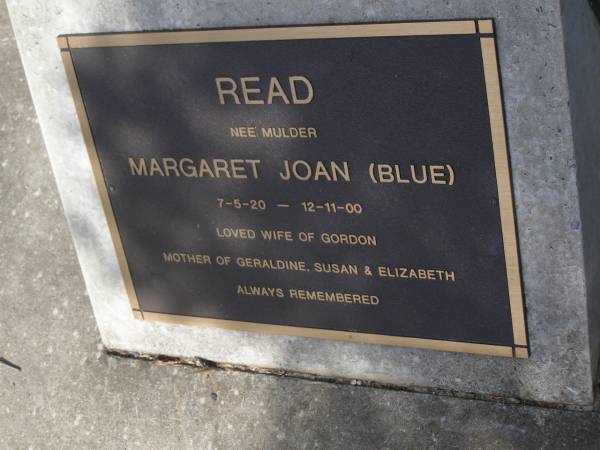 READ
NEE MULDER
MARGARET JOAN (BLUE)
7-5-20 — 12-11-00
LOVED WIFE OF GORDON
MOTHER OF GERALDINE, SUSAN & ELIZABETH
ALWAYS REMEMBERED